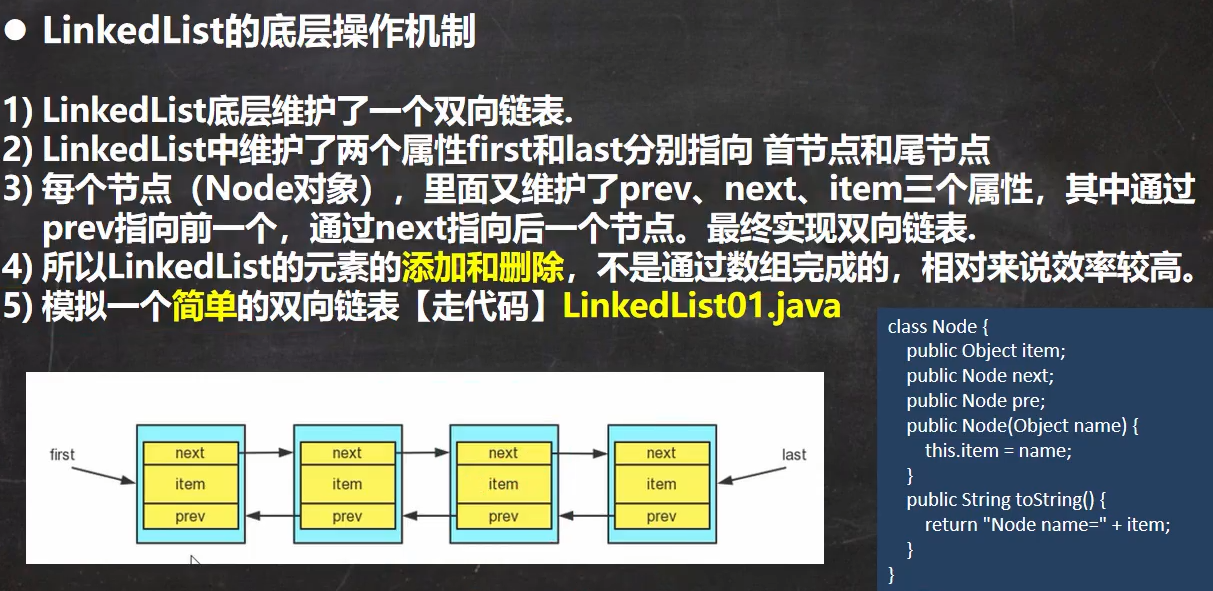 ● LinkedList的底层操作机制
1) LinkedList底层维护了一个双向链表.
2) LinkedList中维护了两个属性first和last分别指向 首节点和尾节点
3) 每个节点（Node对象），里面又维护了prev、next、item三个属性，其中通过
prev指向前一个，通过next指向后一个节点。最终实现双向链表.
4) 所以LinkedList的元素的添加和删除，不是通过数组完成的，相对来说效率较高。
5) 模拟一个简单的双向链表【走代码】LinkedList01.java
first
next
item
prev
next
item
prev
next
item
prev
next
item
prev
last
class Node {
public Object item;
public Node next;
public Node pre;
public Node(Object name) {
this.item = name;
}
public String toString() {
return "Node name=" + item;
}
}